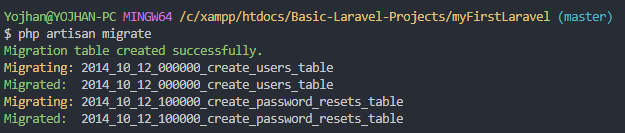 Yojhan@YOJHAN-PC MINGW64 /c/xampp/htdocs/Basic-Laravel-Projects/myFirstLaravel (master)
$ php artisan migrate
Migration table created successfully.
Migrating: 2014_10_12_000000_create_users_table
Migrated:  2014_10_12_000000_create_users_table
Migrating: 2014_10_12_100000_create_password_resets_table
Migrated:  2014_10_12_100000_create_password_resets_table